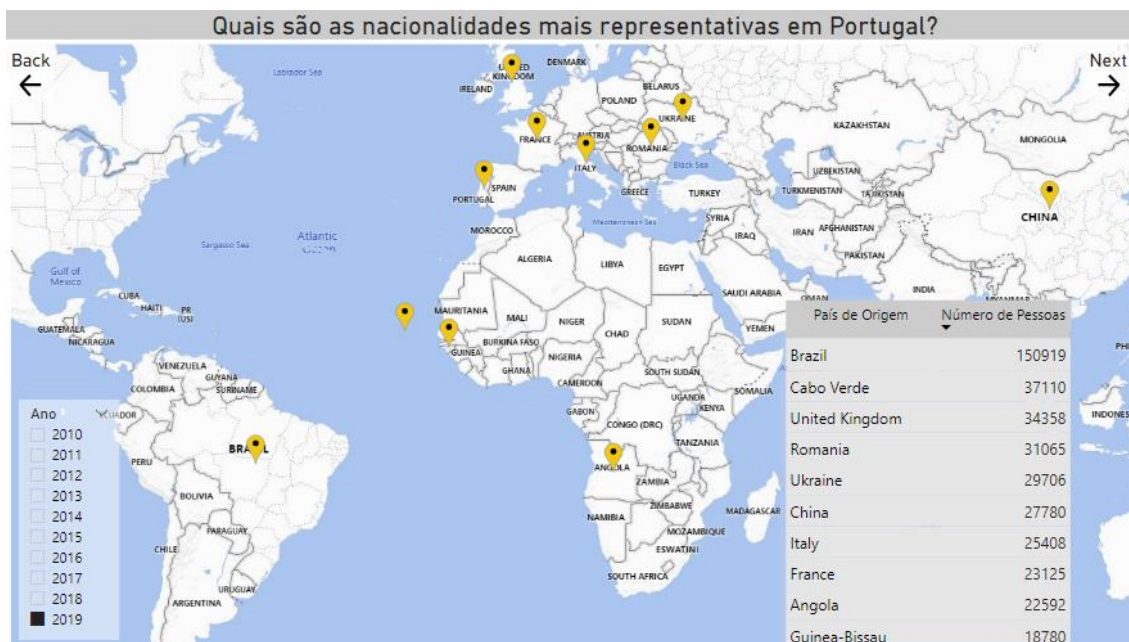 Quais são as nacionalidades mais representativas em Portugal?
Back
Next
Labrador Sea
DENMARK
UNITED
KINGDOM
IRELAND
BELARUS
POLAND
UKRAINE
KAZAKHSTAN
MONGOLIA
FRANCE
AUSTRIA
ROMANIA
ITALY
Black Sea
UZBEKISTAN
TURKMENISTAN
TAJIKISTAN
PORTUGAL
SPAIN
GREECE
TURKEY
CHINA
Mediterranean Sea
SYRIA
IRAQ
IRAN
AFGHANISTAN
PAKISTAN
Sargasso Sea
Atlantic
Ocean
MOROCCO
ALGERIA
LIBYA
EGYPT
Gulf of
Mexico
CUBA
HAITI
PR
(US)
SAUDI ARABIA
OMAN
INDIA
MYANMAR
GUATEMALA
NICARAGUA
MAURITANIA
MALI
NIGER
CHAD
SUDAN
YEMEN
GUINEA
BURKINA FASO
GHANA
NIGERIA
CAMEROON
SOUTH SUDAN
SOMALIA
VENEZUELA
GUYANA
SURINAME
COLOMBIA
ECUADOR
GABON
CONGO (DRC)
UGANDA
KENYA
TANZANIA
PHI
INDONES
PERU
BRAZIL
BOLIVIA
PARAGUAY
CHILE
URUGUAY
ARGENTINA
ANGOLA
ZAMBIA
ZIMBABWE
NAMIBIA
MOZAMBIQUE
MADAGASCAR
ESWATINI
SOUTH AFRICA
Ano
2010
2011
2012
2013
2014
2015
2016
2017
2018
2019
País de Origem Número de Pessoas
Brazil 150919
Cabo Verde 37110
United Kingdom 34358
Romania 31065
Ukraine 29706
China 27780
Italy 25408
France 23125
Angola 22592
Guinea-Bissau 18780